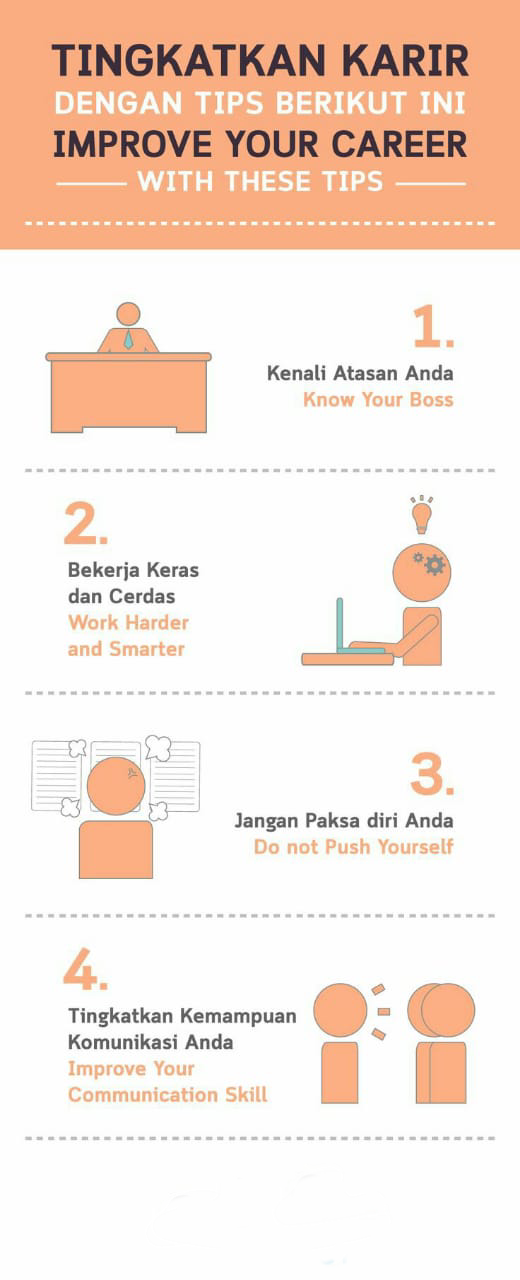 TINGKATKAN KARIR
DENGAN TIPS BERIKUT INI
IMPROVE YOUR CAREER
WITH THESE TIPS
1.
Kenali Atasan Anda
Know Your Boss
2.
Bekerja Keras
dan Cerdas
Work Harder
and Smarter
3.
Jangan Paksa diri Anda
Do not Push Yourself
4.
Tingkatkan Kemampuan
Komunikasi Anda
Improve Your
Communication Skill